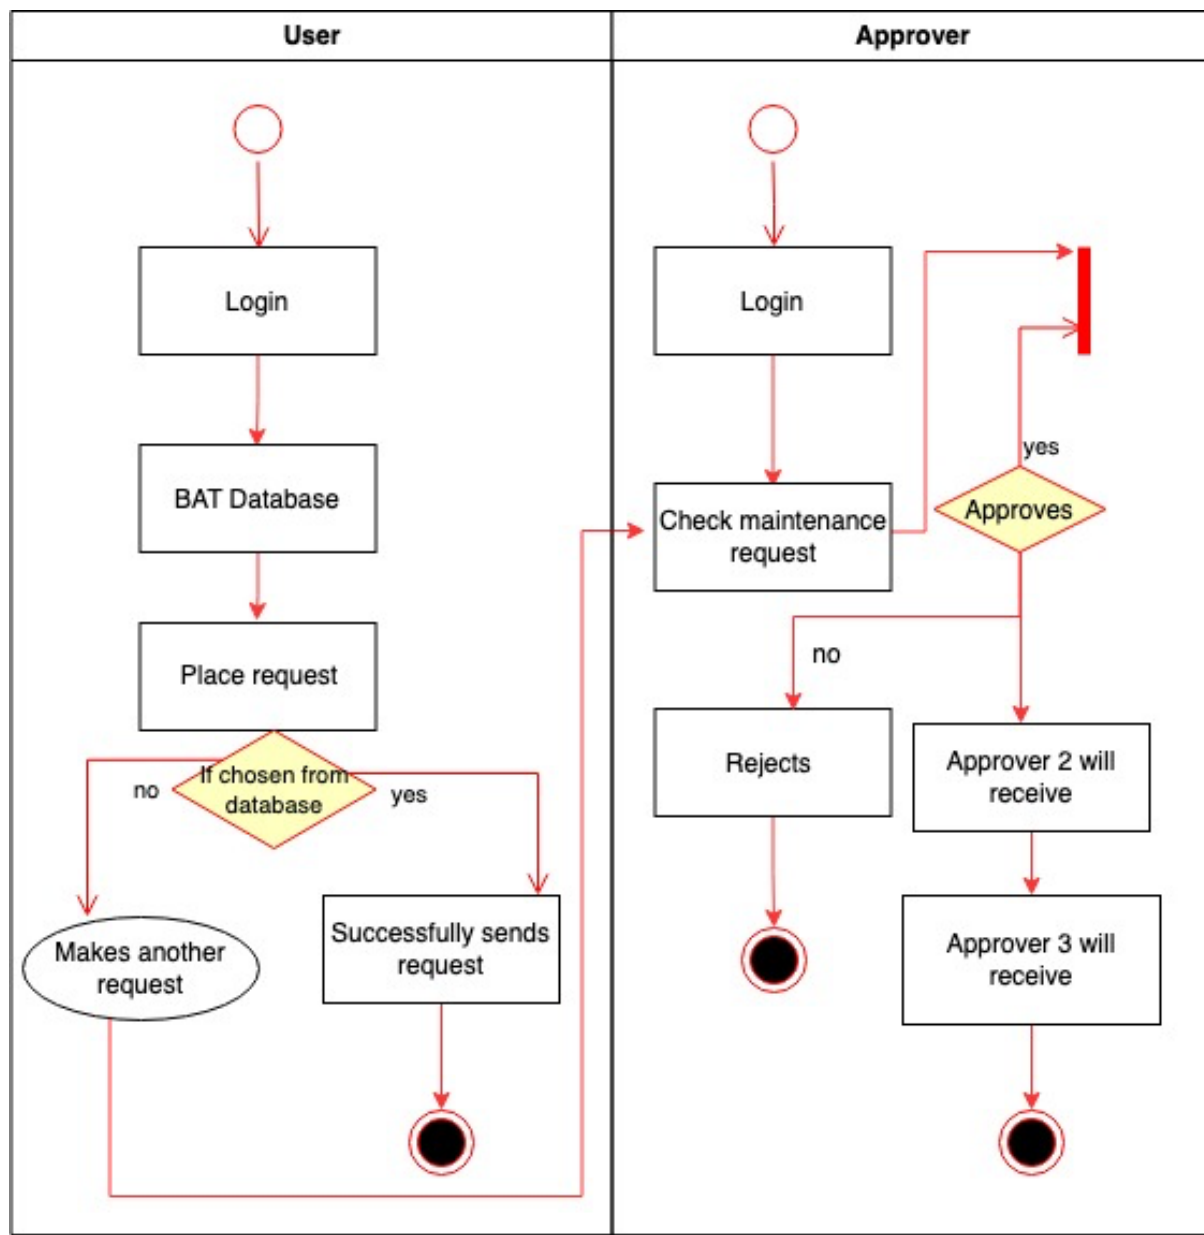 User
Login
BAT Database
Place request
If chosen from
database
no
yes
Makes another
request
Successfully sends
request
Approver
Login
Check maintenance
request
yes
Approves
no
Rejects
Approver 2 will
receive
Approver 3 will
receive